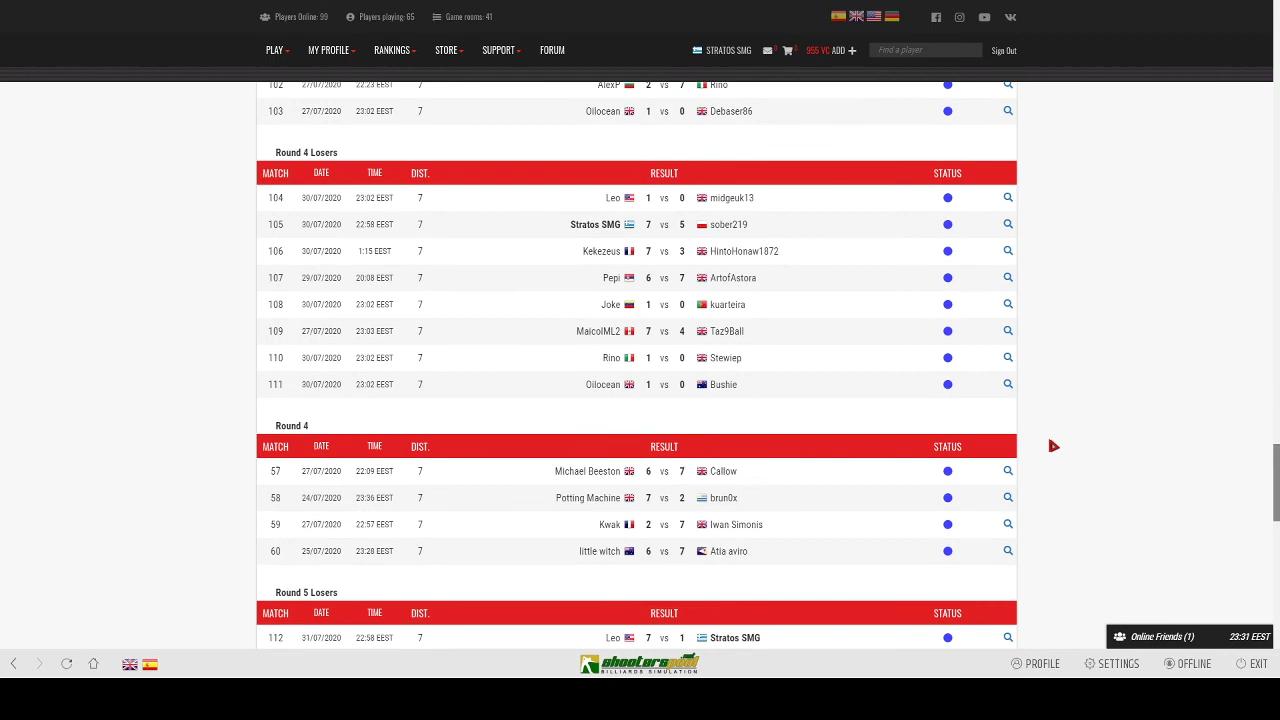 Players Online: 99 Players playing: 65 Game rooms: 41
PLAY MY PROFILE RANKINGS STORE SUPPORT FORUM STRATOS SMG 955 VC ADD Find a player Sign Out
102 27/07/2020 22:23 EEST 7 AlexP 2 vs 7 Rino
103 27/07/2020 23:02 EEST 7 Oilocean 1 vs 0 Debaser86
Round 4 Losers
MATCH DATE TIME DIST. RESULT STATUS
104 30/07/2020 23:02 EEST 7 Leo 1 vs 0 midgeuk13
105 30/07/2020 22:58 EEST 7 Stratos SMG 7 vs 5 sober219
106 30/07/2020 1:15 EEST 7 Kekezeus 7 vs 3 HintoHonaw1872
107 29/07/2020 20:08 EEST 7 Pepi 6 vs 7 ArtofAstora
108 30/07/2020 23:02 EEST 7 Joke 1 vs 0 kuarteira
109 27/07/2020 23:03 EEST 7 MaicolML2 7 vs 4 Taz9Ball
110 30/07/2020 23:02 EEST 7 Rino 1 vs 0 Stewiep
111 30/07/2020 23:02 EEST 7 Oilocean 1 vs 0 Bushie
Round 4
MATCH DATE TIME DIST. RESULT STATUS
57 27/07/2020 22:09 EEST 7 Michael Beeston 6 vs 7 Callow
58 24/07/2020 23:36 EEST 7 Potting Machine 7 vs 2 brun0x
59 27/07/2020 22:57 EEST 7 Kwak 2 vs 7 Iwan Simonis
60 25/07/2020 23:28 EEST 7 little witch 6 vs 7 Atia aviro
Round 5 Losers
MATCH DATE TIME DIST. RESULT STATUS
112 31/07/2020 22:58 EEST 7 Leo 7 vs 1 Stratos SMG
Online Friends (1) 23:31 EEST
shooterspool
BILLIARDS SIMULATION
PROFILE SETTINGS OFFLINE EXIT